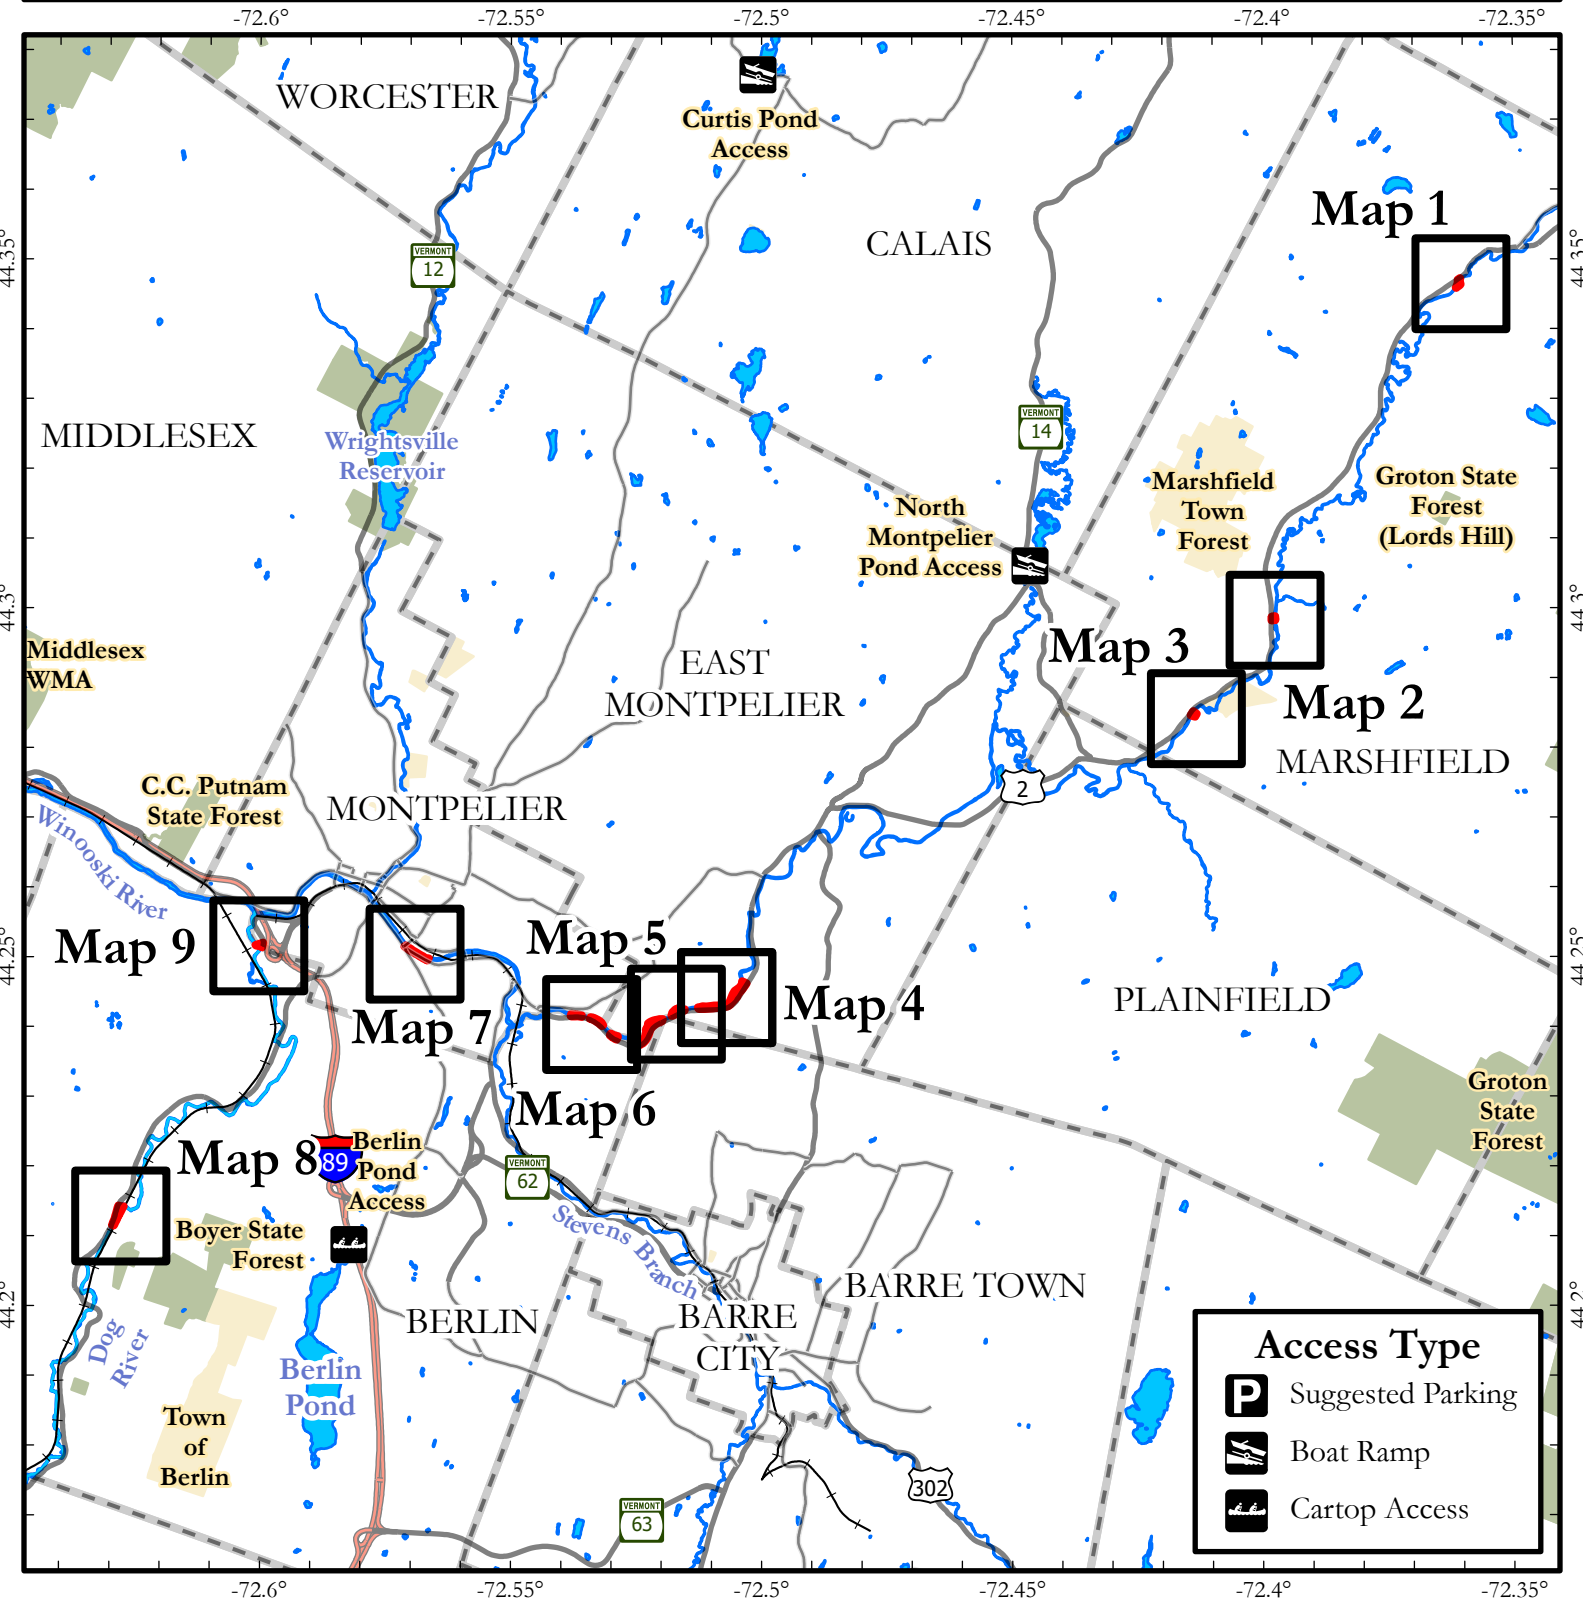 -72.6°
-72.55°
-72.5°
-72.45°
-72.4°
-72.35°
WORCESTER
Curtis Pond
Access
CALAIS
Map 1
44.35°
44.35°
VERMONT
12
MIDDLESEX
Wrightsville
Reservoir
VERMONT
14
North
Montpelier
Pond Access
Marshfield
Town
Forest
Groton State
Forest
(Lords Hill)
44.3°
44.3°
Middlesex
WMA
EAST
MONTPELIER
Map 3
Map 2
MARSHFIELD
C.C. Putnam
State Forest
MONTPELIER
2
Winooski River
Map 9
Map 5
44.25°
44.25°
Map 7
Map 4
PLAINFIELD
Map 6
Groton
State
Forest
Map 8
89
Berlin
Pond
Access
VERMONT
62
Boyer State
Forest
Stevens Branch
BARRE TOWN
44.2°
44.2°
BERLIN
BARRE
CITY
Dog
River
Berlin
Pond
Town
of
Berlin
302
VERMONT
63
Access Type
P
Suggested Parking
Boat Ramp
Cartop Access
-72.6°
-72.55°
-72.5°
-72.45°
-72.4°
-72.35°